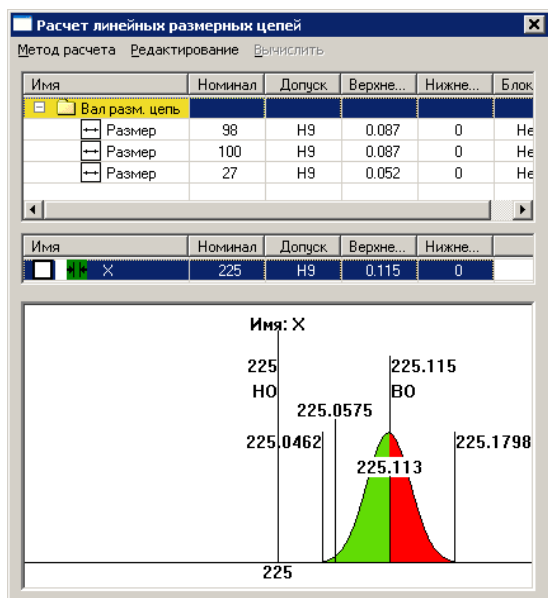 Расчет линейных размерных цепей
Метод расчета Редактирование Вычислить
Имя Номинал Допуск Верхне... Нижне... Блок
Вал разм. цепь
Размер 98 H9 0.087 0 Не
Размер 100 H9 0.087 0 Не
Размер 27 H9 0.052 0 Не
Имя Номинал Допуск Верхне... Нижне...
X 225 H9 0.115 0
Имя: X
225 225.115
НО ВО
225.0575
225.0462 225.1798
225.113
225